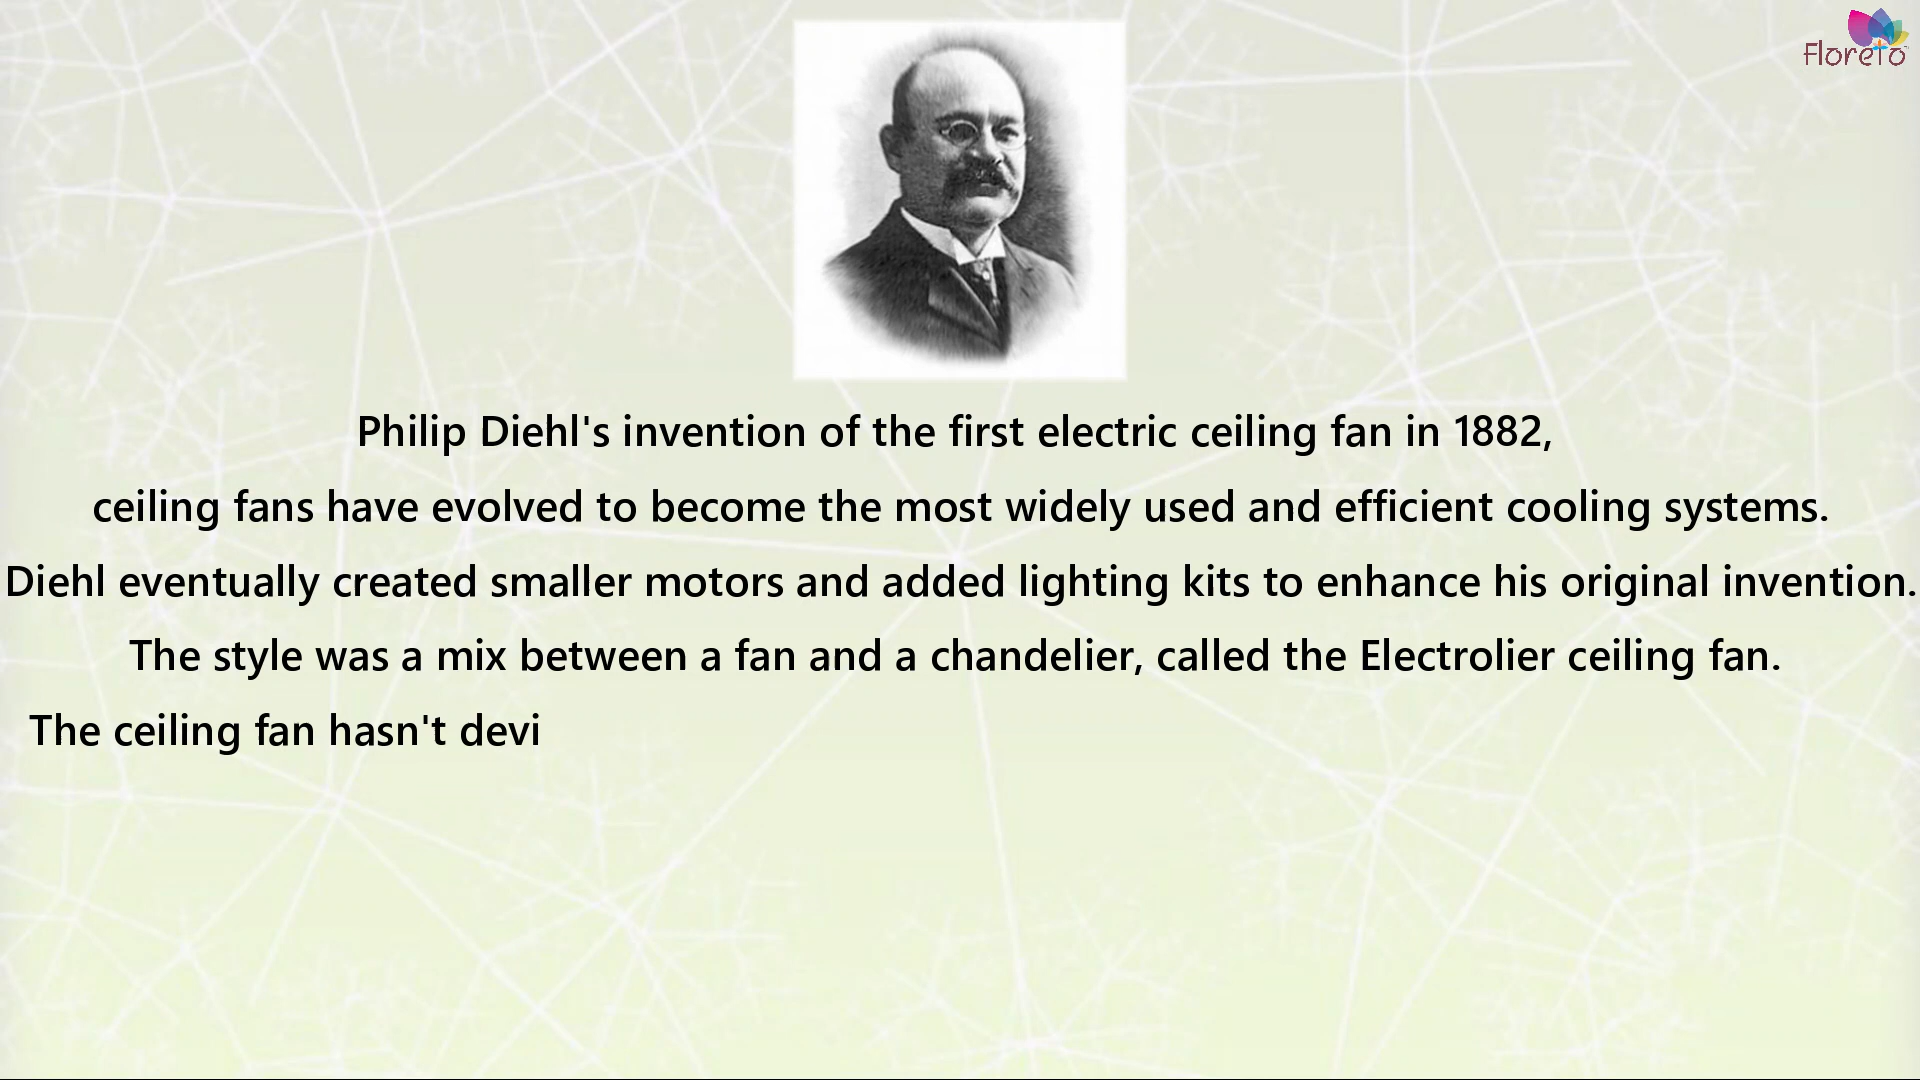 Floreto
Philip Diehl's invention of the first electric ceiling fan in 1882,
ceiling fans have evolved to become the most widely used and efficient cooling systems.
Diehl eventually created smaller motors and added lighting kits to enhance his original invention.
The style was a mix between a fan and a chandelier, called the Electrolier ceiling fan.
The ceiling fan hasn't devi